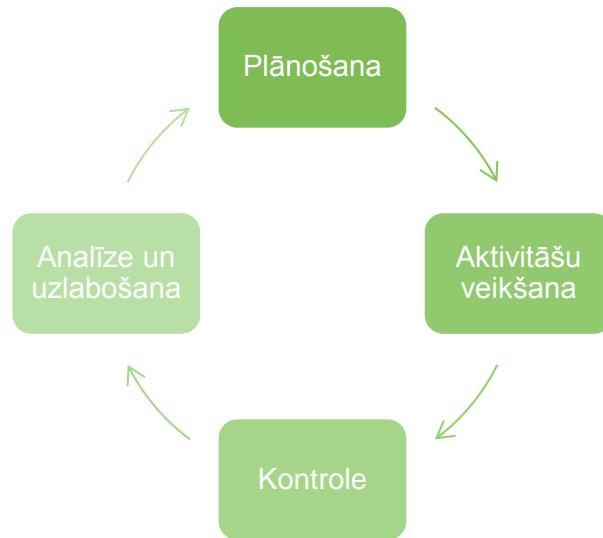 Plānošana
Aktivitāšu
veikšana
Kontrole
Analīze un
uzlabošana